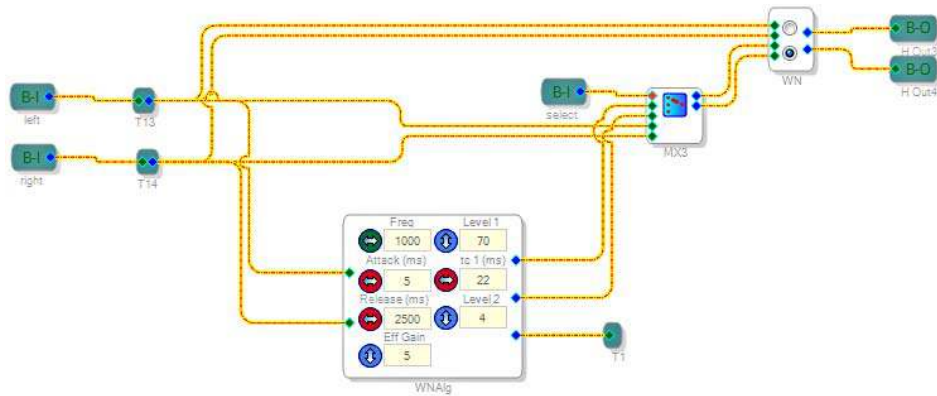 B-O
H Out3
B-O
H Out4
WN
B-I
select
MX3
B-I
left
T13
B-I
right
T14
Freq
Level 1
1000
70
Attack (ms)
tc 1 (ms)
5
22
Release (ms)
Level 2
2500
4
Eff Gain
5
WNAlg
T1